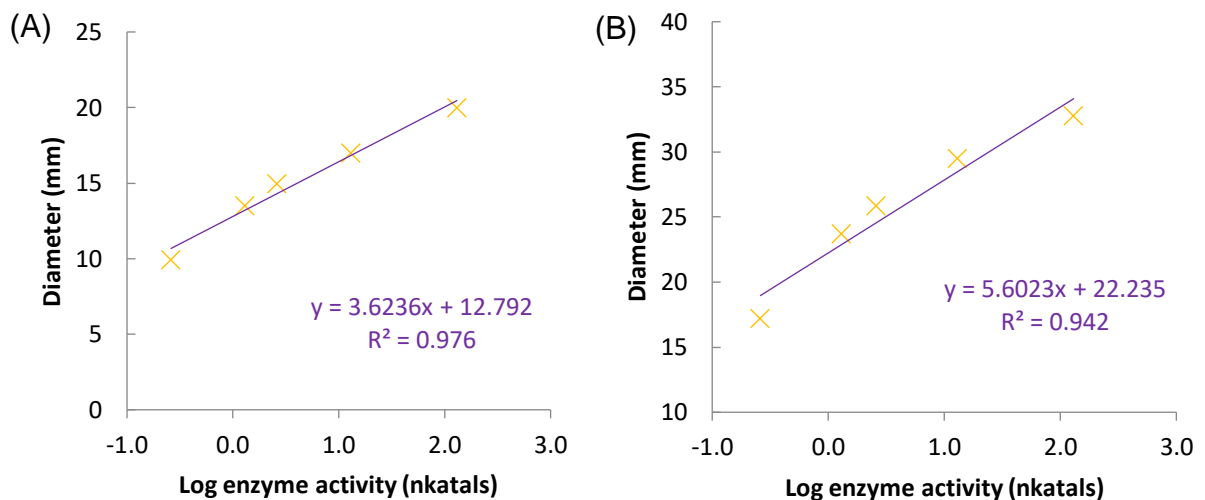 (A)
25
20
15
10
5
0
Diameter (mm)
y = 3.6236x + 12.792
R² = 0.976
-1.0 0.0 1.0 2.0 3.0
Log enzyme activity (nkatals)
(B)
40
35
30
25
20
15
10
Diameter (mm)
y = 5.6023x + 22.235
R² = 0.942
-1.0 0.0 1.0 2.0 3.0
Log enzyme activity (nkatals)